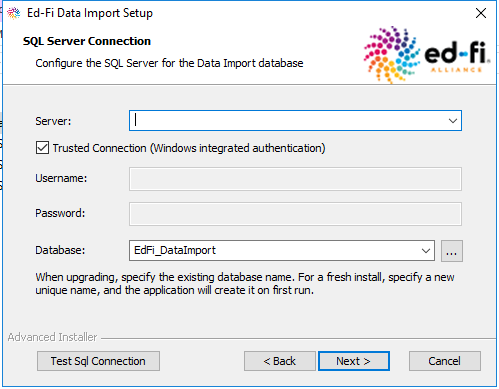 Ed-Fi Data Import Setup
SQL Server Connection
Configure the SQL Server for the Data Import database
ed-fi
ALLIANCE
Server:
Trusted Connection (Windows integrated authentication)
Username:
Password:
Database: EdFi_DataImport ...
When upgrading, specify the existing database name. For a fresh install, specify a new
unique name, and the application will create it on first run.
Advanced Installer
Test Sql Connection < Back Next > Cancel